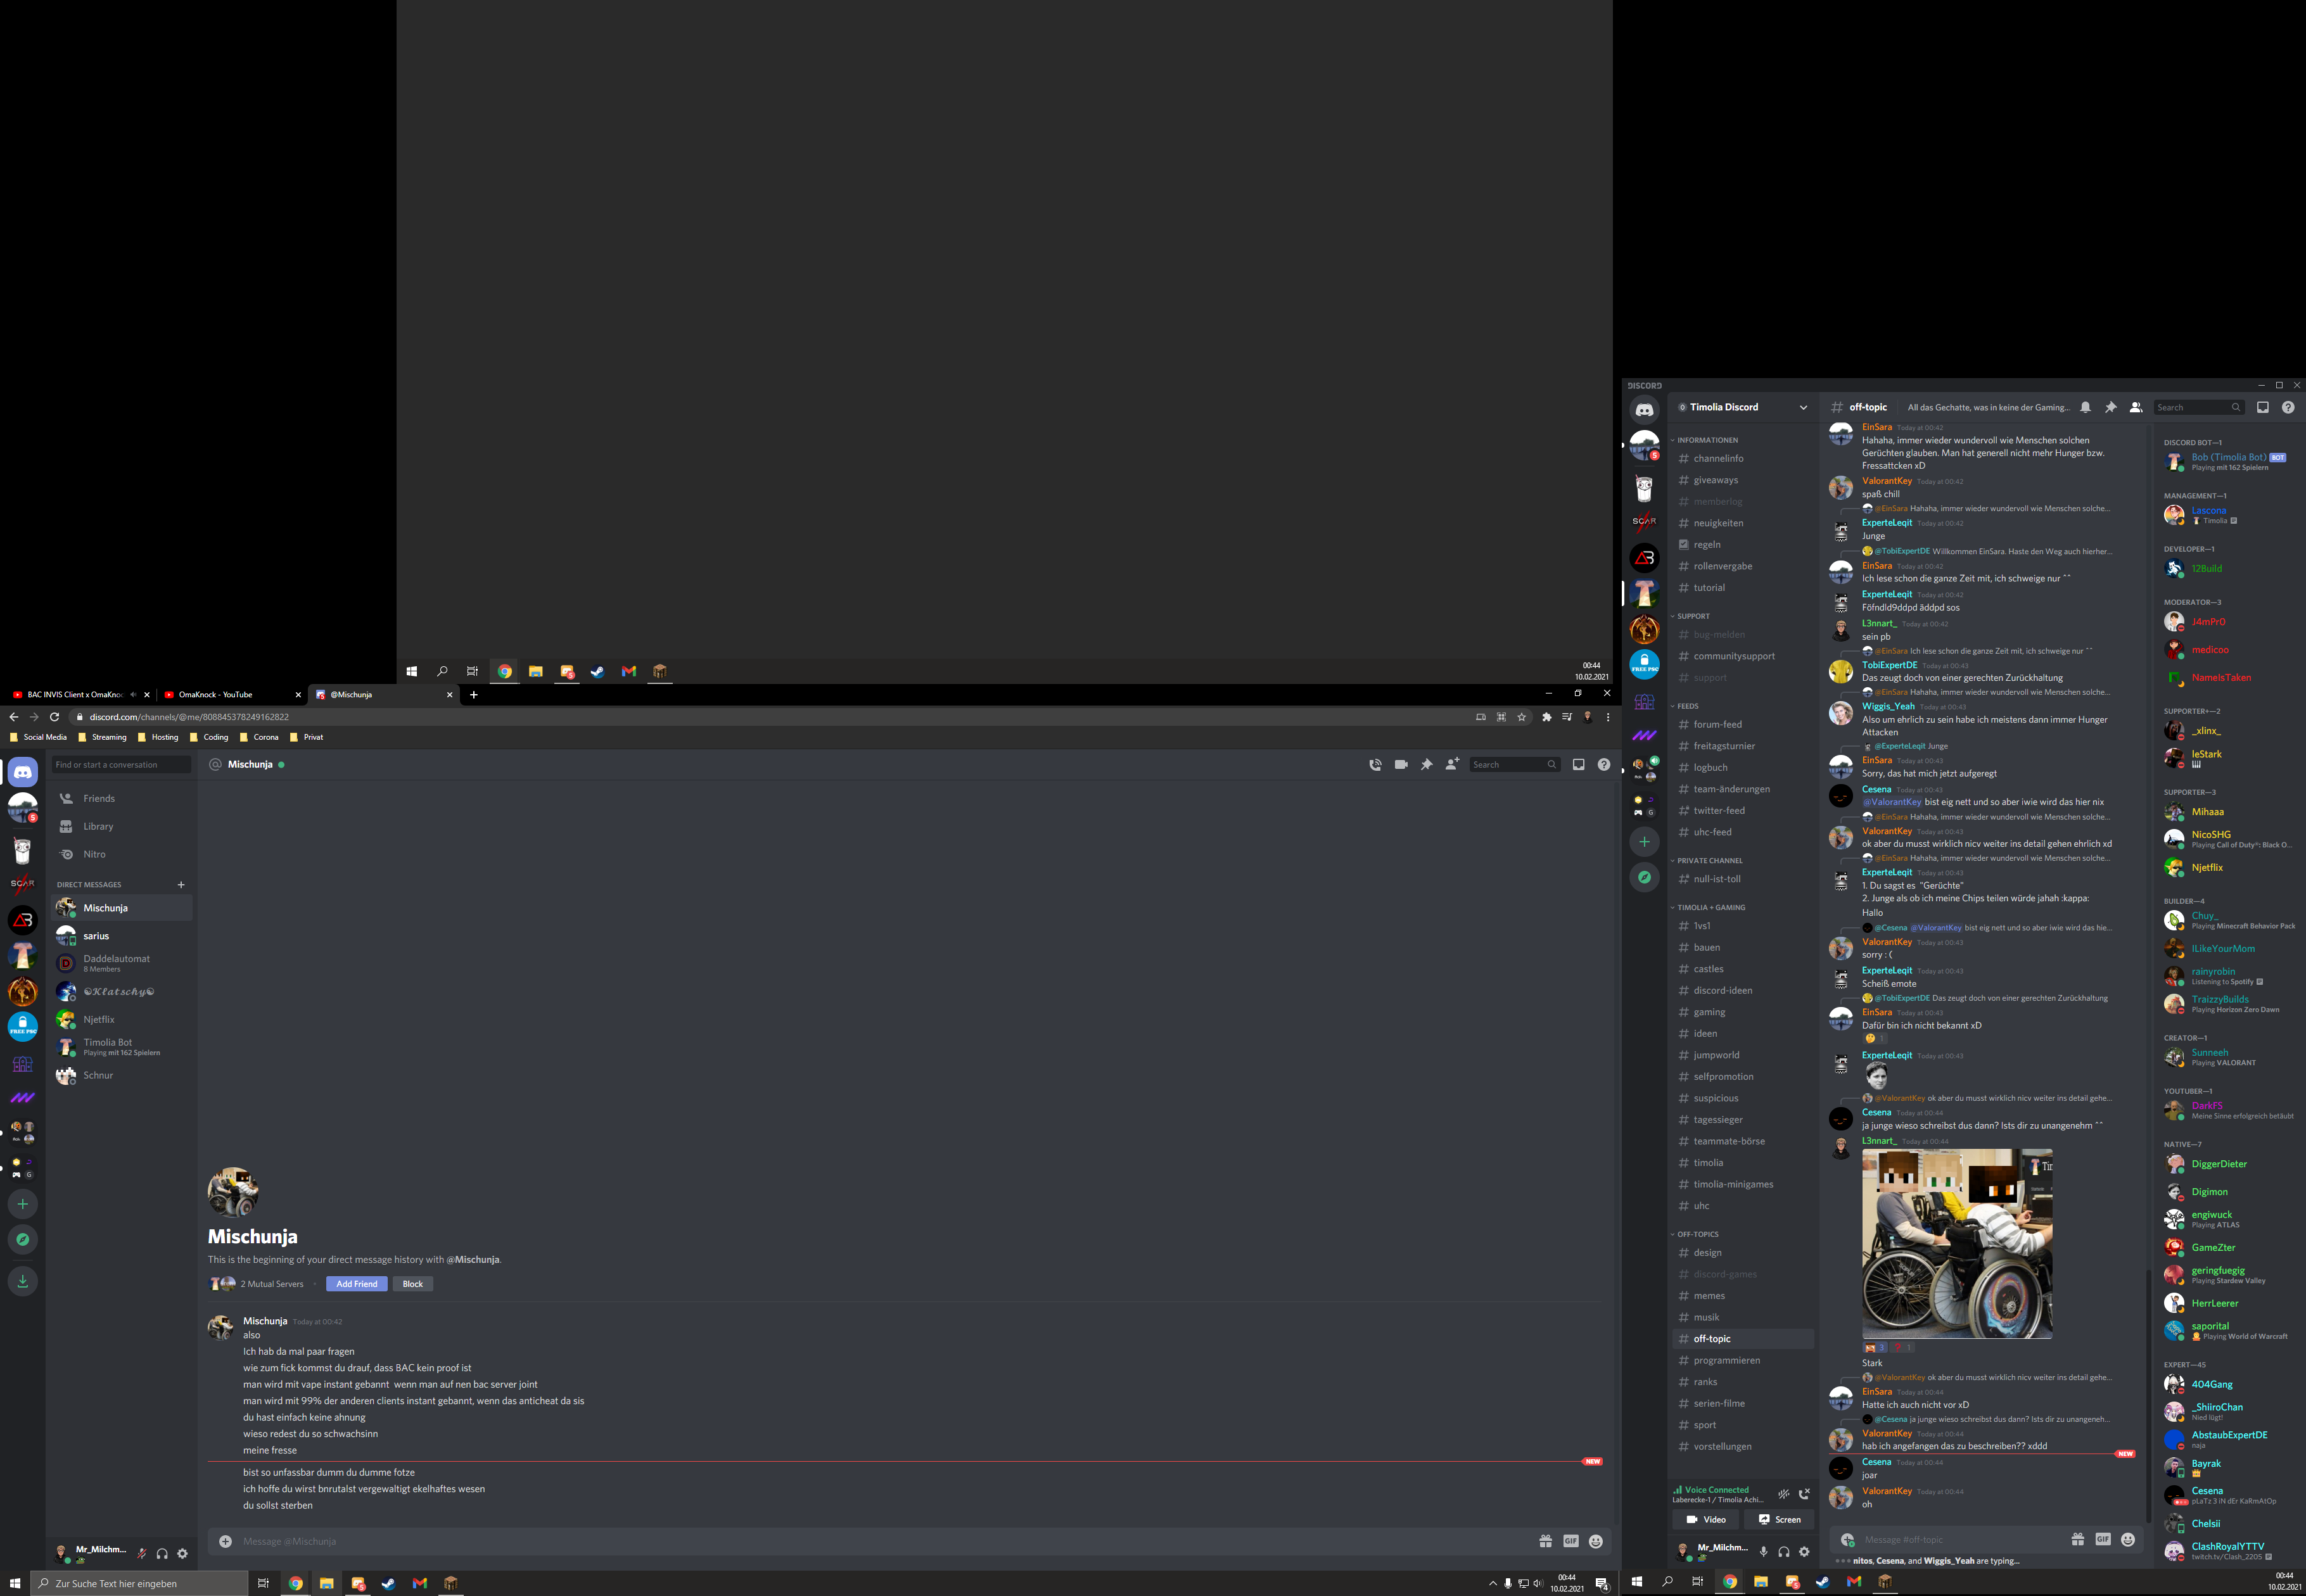 00:44
10.02.2021
BAC INVIS Client x OmaKnoc
OmaKnock - YouTube
@Mischunja
discord.com/channels/@me/808845378249162822
Social Media
Streaming
Hosting
Coding
Corona
Privat
Find or start a conversation
Mischunja
Search
Friends
Library
Nitro
DIRECT MESSAGES
Mischunja
sarius
Daddelautomat
8 Members
☯𝓚𝓵𝓪𝓽𝓼𝓬𝓱𝔂☯
Njetflix
Timolia Bot
Playing mit 162 Spielern
Schnur
SCAR
FREE PSC
Mischunja
This is the beginning of your direct message history with @Mischunja.
2 Mutual Servers
Add Friend
Block
Mischunja Today at 00:42
also
Ich hab da mal paar fragen
wie zum fick kommst du drauf, dass BAC kein proof ist
man wird mit vape instant gebannt wenn man auf nen bac server joint
man wird mit 99% der anderen clients instant gebannt, wenn das anticheat da sis
du hast einfach keine ahnung
wieso redest du so schwachsinn
meine fresse
NEW
bist so unfassbar dumm du dumme fotze
ich hoffe du wirst bnrutalst vergewaltigt ekelhaftes wesen
du sollst sterben
Message @Mischunja
GIF
Mr_Milchm...
Zur Suche Text hier eingeben
00:44
10.02.2021
DISCORD
Timolia Discord
off-topic
All das Gechatte, was in keine der Gaming...
Search
SCAR
FREE PSC
INFORMATIONEN
channelinfo
giveaways
memberlog
neuigkeiten
regeln
rollenvergabe
tutorial
SUPPORT
bug-melden
communitysupport
support
FEEDS
forum-feed
freitagsturnier
logbuch
team-änderungen
twitter-feed
uhc-feed
PRIVATE CHANNEL
null-ist-toll
TIMOLIA + GAMING
1vs1
bauen
castles
discord-ideen
gaming
ideen
jumpworld
selfpromotion
suspicious
tagessieger
teammate-börse
timolia
timolia-minigames
uhc
OFF-TOPICS
design
discord-games
memes
musik
off-topic
programmieren
ranks
serien-filme
sport
vorstellungen
Voice Connected
Laberecke-1 / Timolia Achi...
Video
Screen
Mr_Milchm...
EinSara Today at 00:42
Hahaha, immer wieder wundervoll wie Menschen solchen
Gerüchten glauben. Man hat generell nicht mehr Hunger bzw.
Fressattcken xD
ValorantKey Today at 00:42
spaß chill
@EinSara Hahaha, immer wieder wundervoll wie Menschen solche...
ExperteLeqit Today at 00:42
Junge
@TobiExpertDE Willkommen EinSara. Haste den Weg auch hierher...
EinSara Today at 00:42
Ich lese schon die ganze Zeit mit, ich schweige nur ^^
ExperteLeqit Today at 00:42
Föfndld9ddpd äddpd sos
L3nnart_ Today at 00:42
sein pb
@EinSara Ich lese schon die ganze Zeit mit, ich schweige nur ^^
TobiExpertDE Today at 00:43
Das zeugt doch von einer gerechten Zurückhaltung
@EinSara Hahaha, immer wieder wundervoll wie Menschen solche...
Wiggis_Yeah Today at 00:43
Also um ehrlich zu sein habe ich meistens dann immer Hunger
Attacken
@ExperteLeqit Junge
EinSara Today at 00:43
Sorry, das hat mich jetzt aufgeregt
Cesena Today at 00:43
@ValorantKey bist eig nett und so aber iwie wird das hier nix
@EinSara Hahaha, immer wieder wundervoll wie Menschen solche...
ValorantKey Today at 00:43
ok aber du musst wirklich nicv weiter ins detail gehen ehrlich xd
@EinSara Hahaha, immer wieder wundervoll wie Menschen solche...
ExperteLeqit Today at 00:43
1. Du sagst es "Gerüchte"
2. Junge als ob ich meine Chips teilen würde jahah :kappa:
Hallo
@Cesena @ValorantKey bist eig nett und so aber iwie wird das hie...
ValorantKey Today at 00:43
sorry : (
ExperteLeqit Today at 00:43
Scheiß emote
@TobiExpertDE Das zeugt doch von einer gerechten Zurückhaltung
EinSara Today at 00:43
Dafür bin ich nicht bekannt xD
1
ExperteLeqit Today at 00:43
@ValorantKey ok aber du musst wirklich nicv weiter ins detail gehe...
Cesena Today at 00:44
ja junge wieso schreibst dus dann? Ists dir zu unangenehm ^^
L3nnart_ Today at 00:44
3
1
Stark
@ValorantKey ok aber du musst wirklich nicv weiter ins detail gehe...
EinSara Today at 00:44
Hatte ich auch nicht vor xD
@Cesena ja junge wieso schreibst dus dann? Ists dir zu unangeneh...
ValorantKey Today at 00:44
hab ich angefangen das zu beschreiben?? xddd
NEW
Cesena Today at 00:44
joar
ValorantKey Today at 00:44
oh
Message #off-topic
GIF
nitos, Cesena, and Wiggis_Yeah are typing...
DISCORD BOT—1
Bob (Timolia Bot) BOT
Playing mit 162 Spielern
MANAGEMENT—1
Lascona
Timolia
DEVELOPER—1
12Build
MODERATOR—3
J4mPr0
medicoo
NameIsTaken
SUPPORTER+—2
_xlinx_
leStark
SUPPORTER—3
Mihaaa
NicoSHG
Playing Call of Duty®: Black O...
Njetflix
BUILDER—4
Chuy_
Playing Minecraft Behavior Pack
ILikeYourMom
rainyrobin
Listening to Spotify
TraizzyBuilds
Playing Horizon Zero Dawn
CREATOR—1
Sunneeh
Playing VALORANT
YOUTUBER—1
DarkFS
Meine Sinne erfolgreich betäubt
NATIVE—7
DiggerDieter
Digimon
engiwuck
Playing ATLAS
GameZter
geringfuegig
Playing Stardew Valley
HerrLeerer
saporital
Playing World of Warcraft
EXPERT—45
404Gang
_ShiiroChan
Nied lügt!
AbstaubExpertDE
naja
Bayrak
Cesena
pLaTz 3 iN dEr KaRmAtOp
Chelsii
ClashRoyalYTTV
twitch.tv/Clash_2205
00:44
10.02.2021